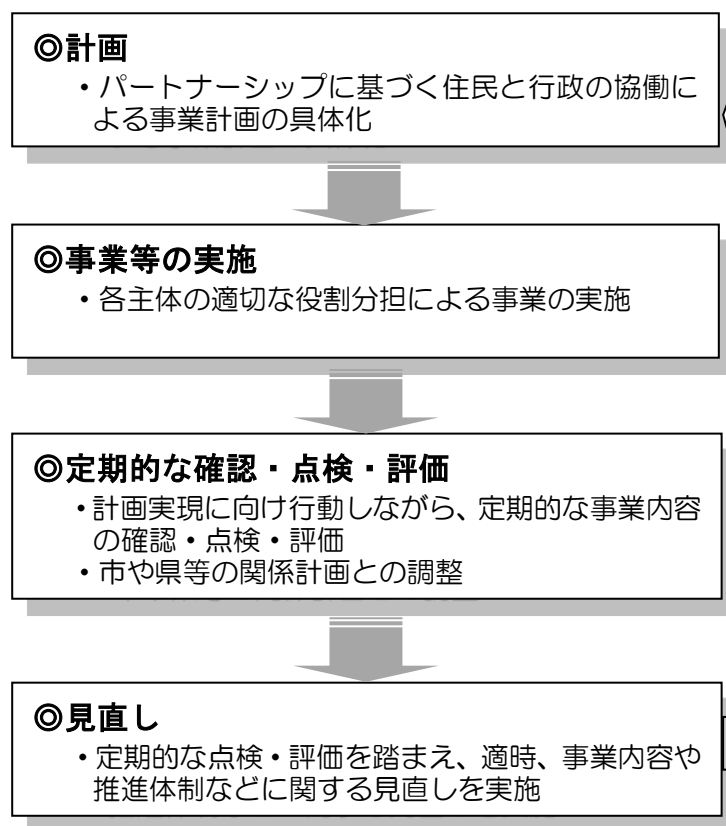 ◎計画
・パートナーシップに基づく住民と行政の協働に
よる事業計画の具体化
◎事業等の実施
・各主体の適切な役割分担による事業の実施
◎定期的な確認・点検・評価
・計画実現に向け行動しながら、定期的な事業内容
の確認・点検・評価
・市や県等の関係計画との調整
◎見直し
・定期的な点検・評価を踏まえ、適時、事業内容や
推進体制などに関する見直しを実施